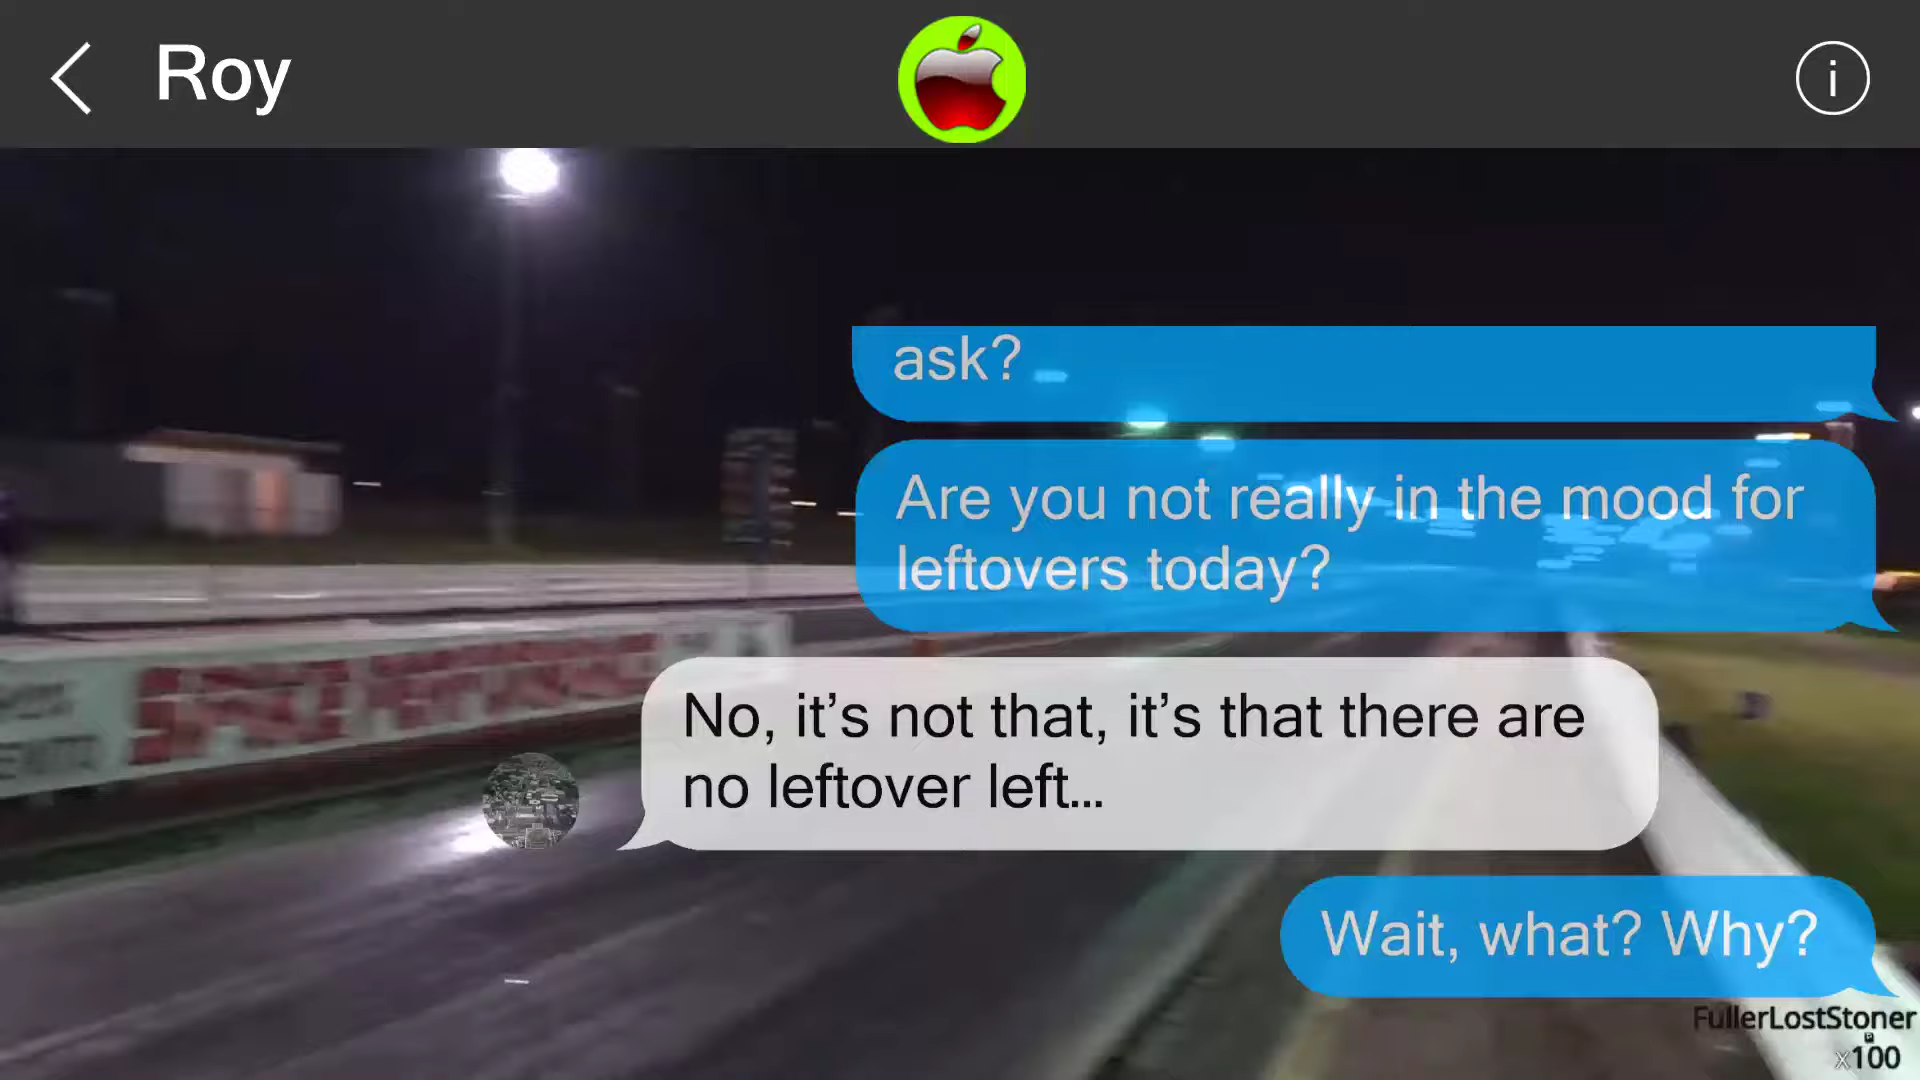 Roy
i
ask?
Are you not really in the mood for
leftovers today?
No, it’s not that, it’s that there are
no leftover left...
Wait, what? Why?
FullerLostStoner
x100